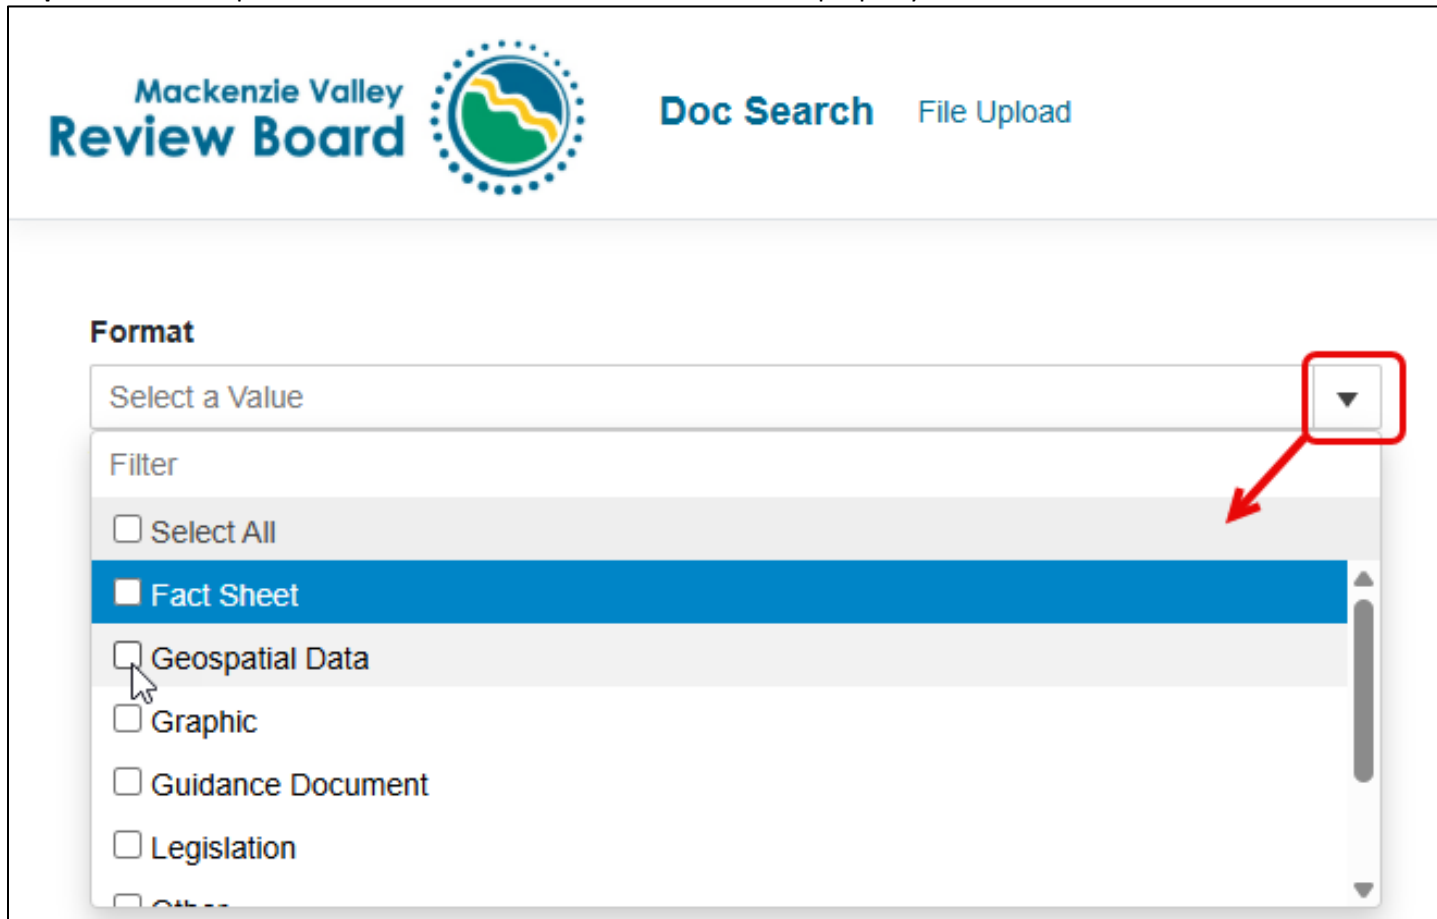 Mackenzie Valley
Review Board
Doc Search File Upload
Format
Select a Value
Filter
Select All
Fact Sheet
Geospatial Data
Graphic
Guidance Document
Legislation